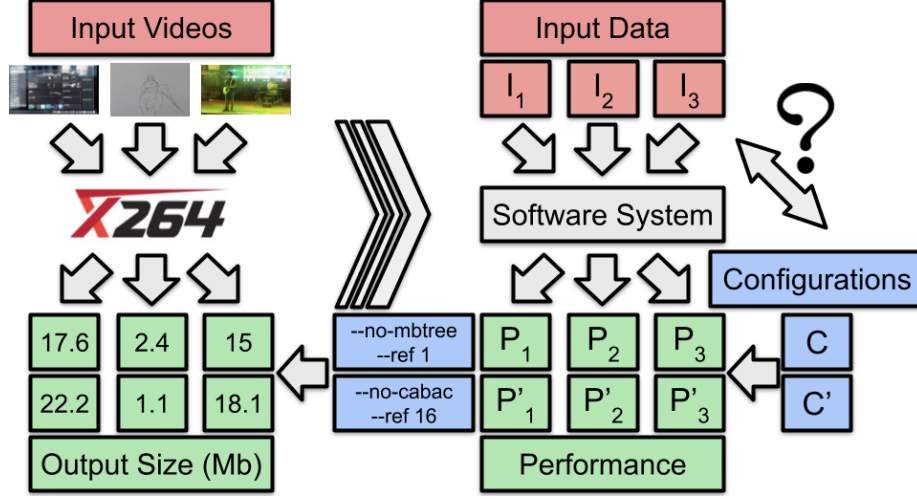 Input Videos
Input Data
I1
I2
I3
?
X264
Software System
Configurations
17.6
2.4
15
--no-mbtree
--ref 1
P1
P2
P3
C
22.2
1.1
18.1
--no-cabac
--ref 16
P'1
P'2
P'3
C'
Output Size (Mb)
Performance